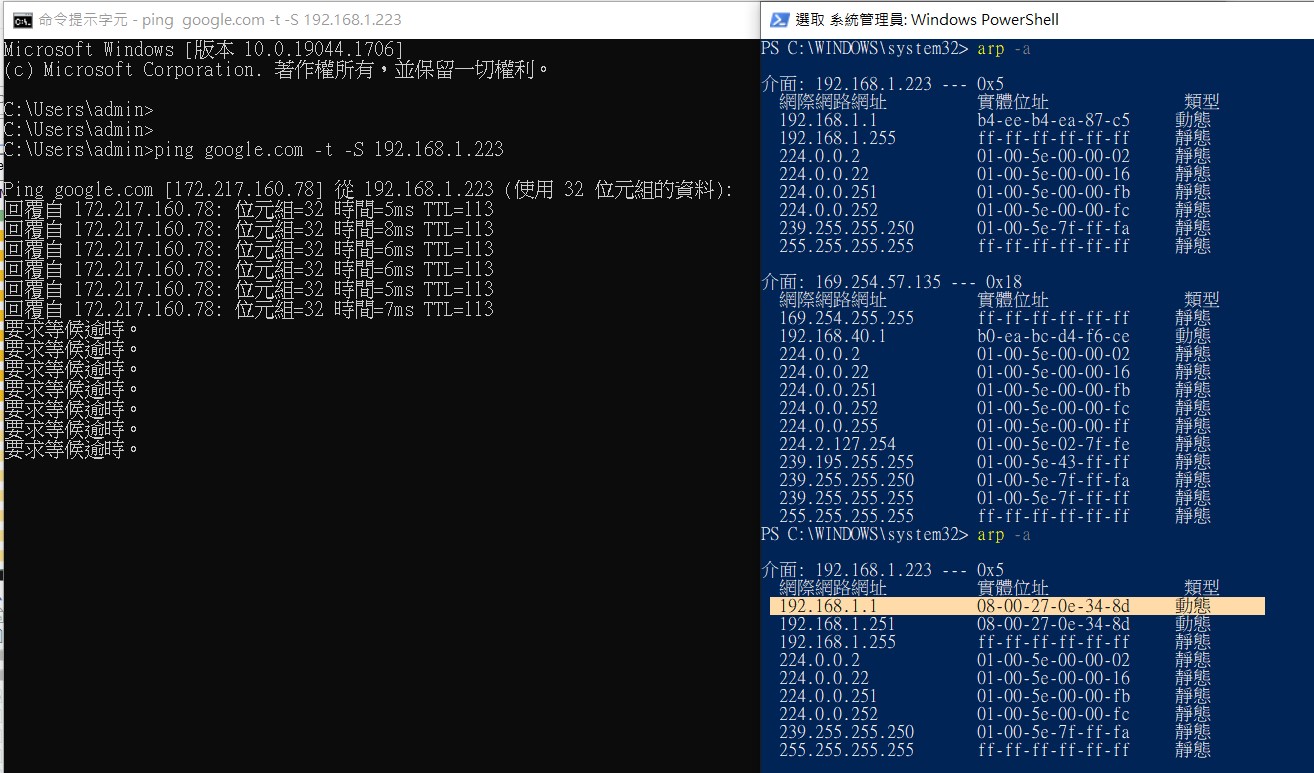 命令提示字元 - ping  google.com -t -S 192.168.1.223
Microsoft Windows [版本 10.0.19044.1706]
(c) Microsoft Corporation. 著作權所有，並保留一切權利。
C:\Users\admin>
C:\Users\admin>
C:\Users\admin>ping google.com -t -S 192.168.1.223
Ping google.com [172.217.160.78] 從 192.168.1.223 (使用 32 位元組的資料):
回覆自 172.217.160.78: 位元組=32 時間=5ms TTL=113
回覆自 172.217.160.78: 位元組=32 時間=8ms TTL=113
回覆自 172.217.160.78: 位元組=32 時間=6ms TTL=113
回覆自 172.217.160.78: 位元組=32 時間=6ms TTL=113
回覆自 172.217.160.78: 位元組=32 時間=5ms TTL=113
回覆自 172.217.160.78: 位元組=32 時間=7ms TTL=113
要求等候逾時。
要求等候逾時。
要求等候逾時。
要求等候逾時。
要求等候逾時。
要求等候逾時。
要求等候逾時。
選取 系統管理員: Windows PowerShell
PS C:\WINDOWS\system32> arp -a
介面: 192.168.1.223 --- 0x5
網際網路網址 實體位址 類型
192.168.1.1 b4-ee-b4-ea-87-c5 動態
192.168.1.255 ff-ff-ff-ff-ff-ff 靜態
224.0.0.2 01-00-5e-00-00-02 靜態
224.0.0.22 01-00-5e-00-00-16 靜態
224.0.0.251 01-00-5e-00-00-fb 靜態
224.0.0.252 01-00-5e-00-00-fc 靜態
239.255.255.250 01-00-5e-7f-ff-fa 靜態
255.255.255.255 ff-ff-ff-ff-ff-ff 靜態
介面: 169.254.57.135 --- 0x18
網際網路網址 實體位址 類型
169.254.255.255 ff-ff-ff-ff-ff-ff 靜態
192.168.40.1 b0-ea-bc-d4-f6-ce 動態
224.0.0.2 01-00-5e-00-00-02 靜態
224.0.0.22 01-00-5e-00-00-16 靜態
224.0.0.251 01-00-5e-00-00-fb 靜態
224.0.0.252 01-00-5e-00-00-fc 靜態
224.0.0.255 01-00-5e-00-00-ff 靜態
224.2.127.254 01-00-5e-02-7f-fe 靜態
239.195.255.255 01-00-5e-43-ff-ff 靜態
239.255.255.250 01-00-5e-7f-ff-fa 靜態
239.255.255.255 01-00-5e-7f-ff-ff 靜態
255.255.255.255 ff-ff-ff-ff-ff-ff 靜態
PS C:\WINDOWS\system32> arp -a
介面: 192.168.1.223 --- 0x5
網際網路網址 實體位址 類型
192.168.1.1 08-00-27-0e-34-8d 動態
192.168.1.251 08-00-27-0e-34-8d 動態
192.168.1.255 ff-ff-ff-ff-ff-ff 靜態
224.0.0.2 01-00-5e-00-00-02 靜態
224.0.0.22 01-00-5e-00-00-16 靜態
224.0.0.251 01-00-5e-00-00-fb 靜態
224.0.0.252 01-00-5e-00-00-fc 靜態
239.255.255.250 01-00-5e-7f-ff-fa 靜態
255.255.255.255 ff-ff-ff-ff-ff-ff 靜態